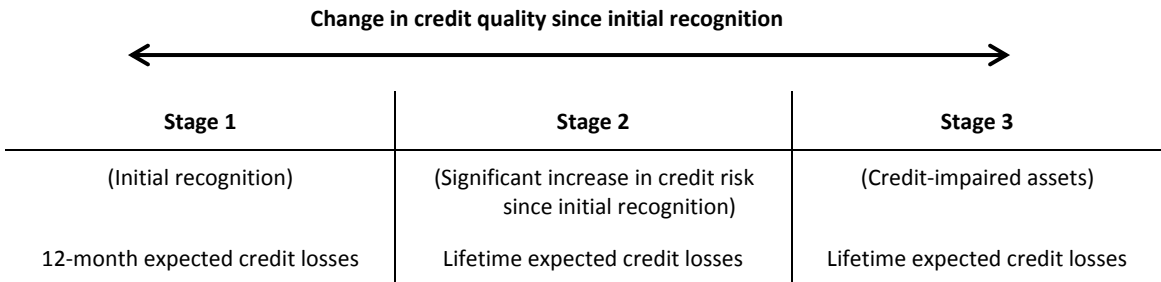 Change in credit quality since initial recognition
Stage 1
Stage 2
Stage 3
(Initial recognition)
(Significant increase in credit risk
since initial recognition)
(Credit-impaired assets)
12-month expected credit losses
Lifetime expected credit losses
Lifetime expected credit losses